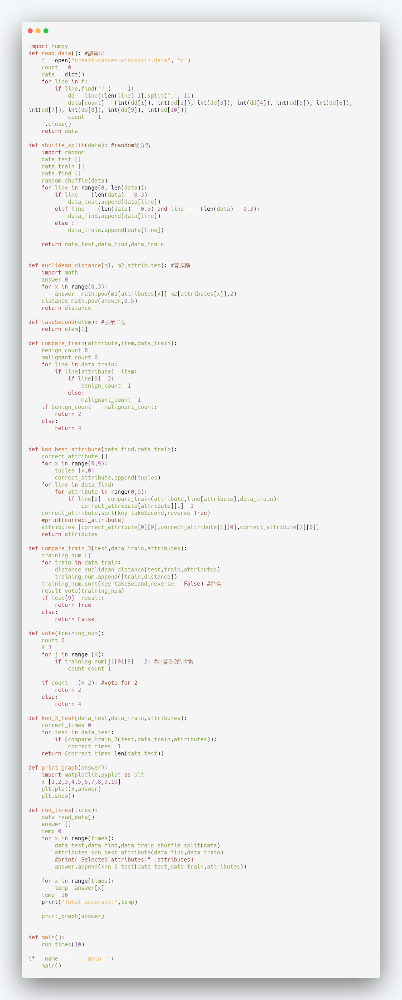 import numpy
def read_data(): #讀資料
f = open("breast-cancer-wisconsin.data", "r")
count = 0
data = dict()
for line in f:
if line.find('?') == -1:
dd = line[:len(line)-1].split(",", 11)
data[count] = (int(dd[1]), int(dd[2]), int(dd[3]), int(dd[4]), int(dd[5]), int(dd[6]),
int(dd[7]), int(dd[8]), int(dd[9]), int(dd[10]))
count += 1
f.close()
return data
def shuffle_split(data): #random後分裂
import random
data_test=[]
data_train=[]
data_find=[]
random.shuffle(data)
for line in range(0, len(data)):
if line <= (len(data) * 0.3):
data_test.append(data[line])
elif line <= (len(data) * 0.5) and line >= (len(data) * 0.3):
data_find.append(data[line])
else :
data_train.append(data[line])
return data_test,data_find,data_train
def euclidean_distance(m1, m2,attributes): #算距離
import math
answer=0
for x in range(0,3):
answer+=math.pow(m1[attributes[x]]-m2[attributes[x]],2)
distance=math.pow(answer,0.5)
return distance
def takeSecond(elem): #去第二位
return elem[1]
def compare_train(attribute,item,data_train):
benign_count=0
malignant_count=0
for line in data_train:
if line[attribute]==item:
if line[9]==2:
benign_count+=1
else:
malignant_count+=1
if benign_count >= malignant_count:
return 2
else:
return 4
def knn_best_attribute(data_find,data_train):
correct_attribute=[]
for x in range(0,9):
tuples=[x,0]
correct_attribute.append(tuples)
for line in data_find:
for attribute in range(0,9):
if line[9]==compare_train(attribute,line[attribute],data_train):
correct_attribute[attribute][1]+=1
correct_attribute.sort(key=takeSecond,reverse=True)
#print(correct_attribute)
attributes=[correct_attribute[0][0],correct_attribute[1][0],correct_attribute[2][0]]
return attributes
def compare_train_3(test,data_train,attributes):
training_num=[]
for train in data_train:
distance=euclidean_distance(test,train,attributes)
training_num.append([train,distance])
training_num.sort(key=takeSecond,reverse = False) #排名
result=vote(training_num)
if test[9]==result:
return True
else:
return False
def vote(training_num):
count=0
K=3
for j in range (K):
if training_num[j][0][9]== 2: #計算為2的次數
count=count+1
if count > (K/2): #vote for 2
return 2
else:
return 4
def knn_3_test(data_test,data_train,attributes):
correct_times=0
for test in data_test:
if (compare_train_3(test,data_train,attributes)):
correct_times+=1
return (correct_times/len(data_test))
def print_graph(answer):
import matplotlib.pyplot as plt
x=[1,2,3,4,5,6,7,8,9,10]
plt.plot(x,answer)
plt.show()
def run_times(times):
data=read_data()
answer=[]
temp=0
for x in range(times):
data_test,data_find,data_train=shuffle_split(data)
attributes=knn_best_attribute(data_find,data_train)
#print("Selected attributes:" ,attributes)
answer.append(knn_3_test(data_test,data_train,attributes))
for x in range(times):
temp+=answer[x]
temp/=10
print("Total accuracy:",temp)
print_graph(answer)
def main():
run_times(10)
if __name__ == "__main__":
main()